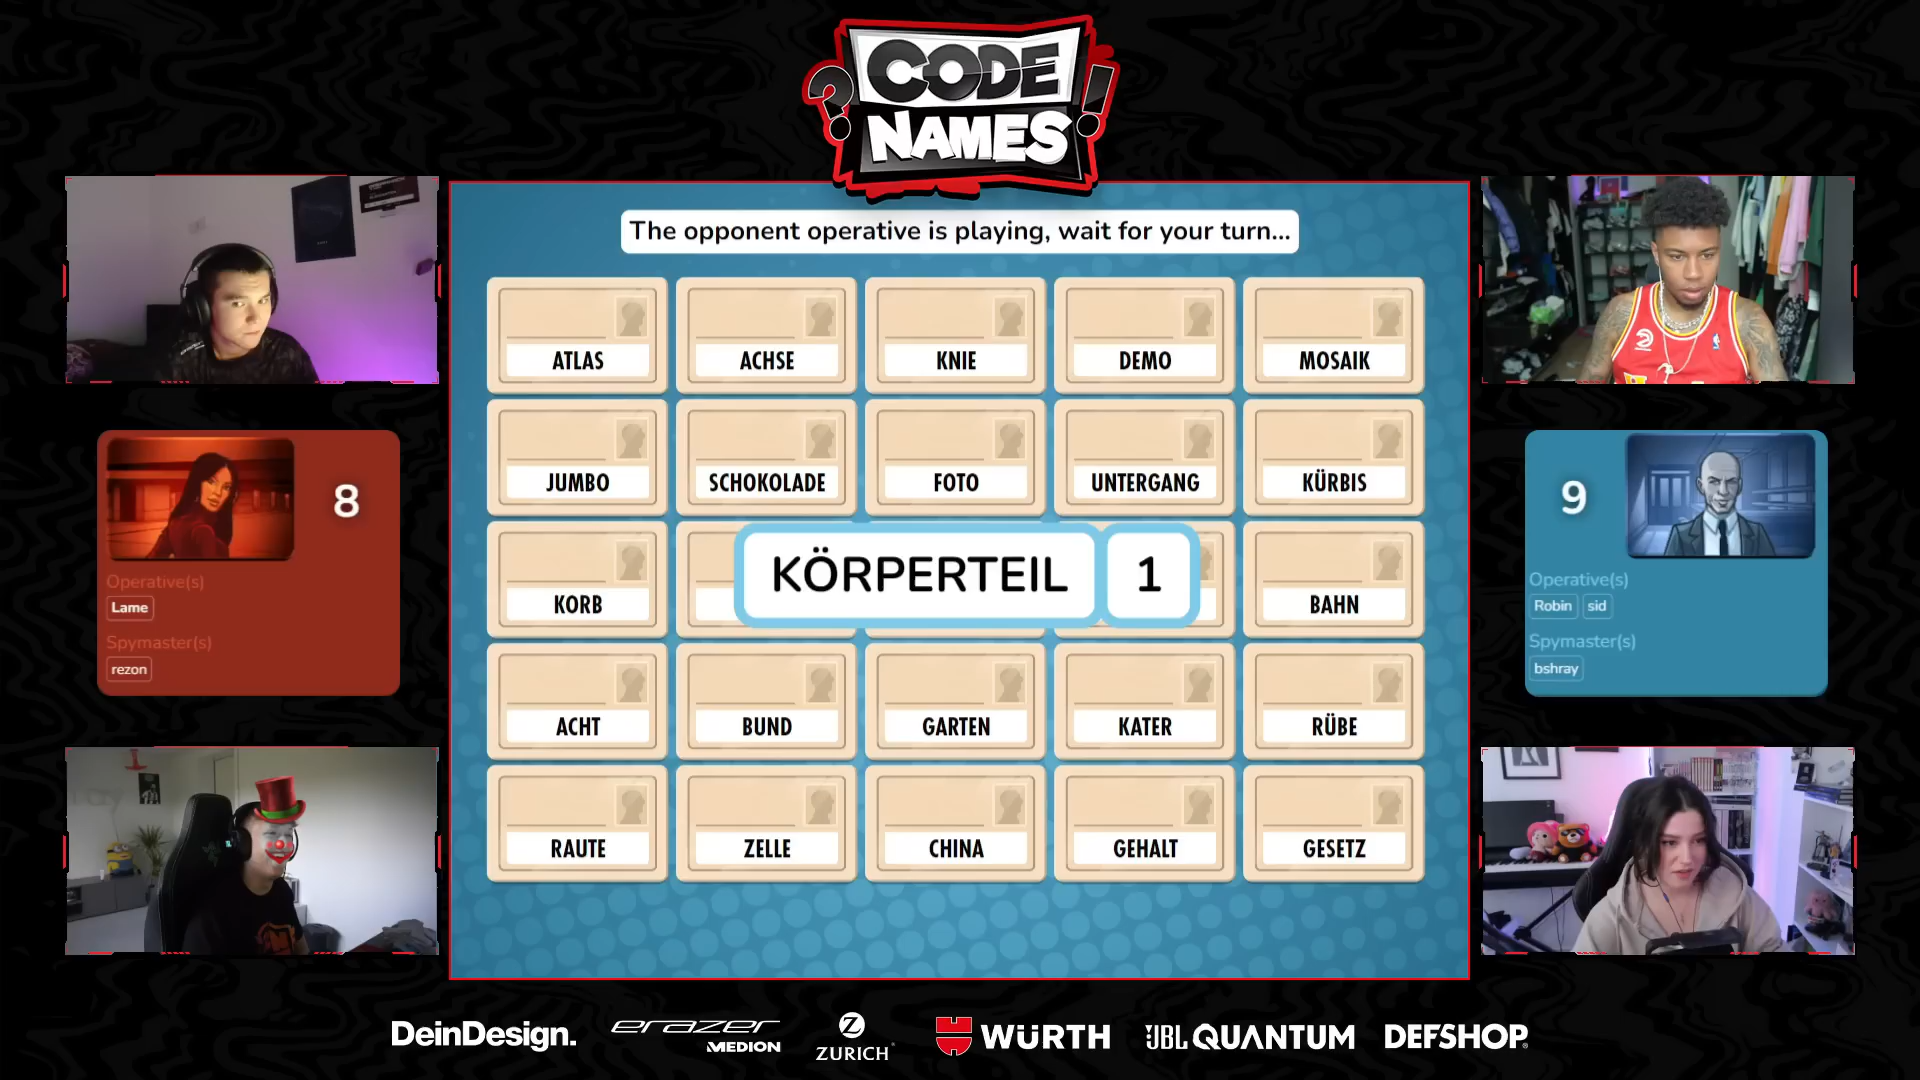 CODE
NAMES
The opponent operative is playing, wait for your turn...
ATLAS
ACHSE
KNIE
DEMO
MOSAIK
JUMBO
SCHOKOLADE
FOTO
UNTERGANG
KÜRBIS
KORB
KÖRPERTEIL 1
BAHN
ACHT
BUND
GARTEN
KATER
RÜBE
RAUTE
ZELLE
CHINA
GEHALT
GESETZ
8
Operative(s)
Lame
Spymaster(s)
rezon
9
Operative(s)
Robin sid
Spymaster(s)
bshray
DeinDesign.
erazer
MEDION
Z
ZURICH
WÜRTH
JBL QUANTUM
DEFSHOP